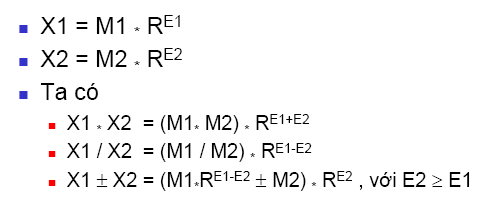 X1 = M1 * R^E1
X2 = M2 * R^E2
Ta có
X1 * X2 = (M1* M2) * R^E1+E2
X1 / X2 = (M1 / M2) * R^E1-E2
X1 ± X2 = (M1*R^E1-E2 ± M2) * R^E2 , với E2 ≥ E1